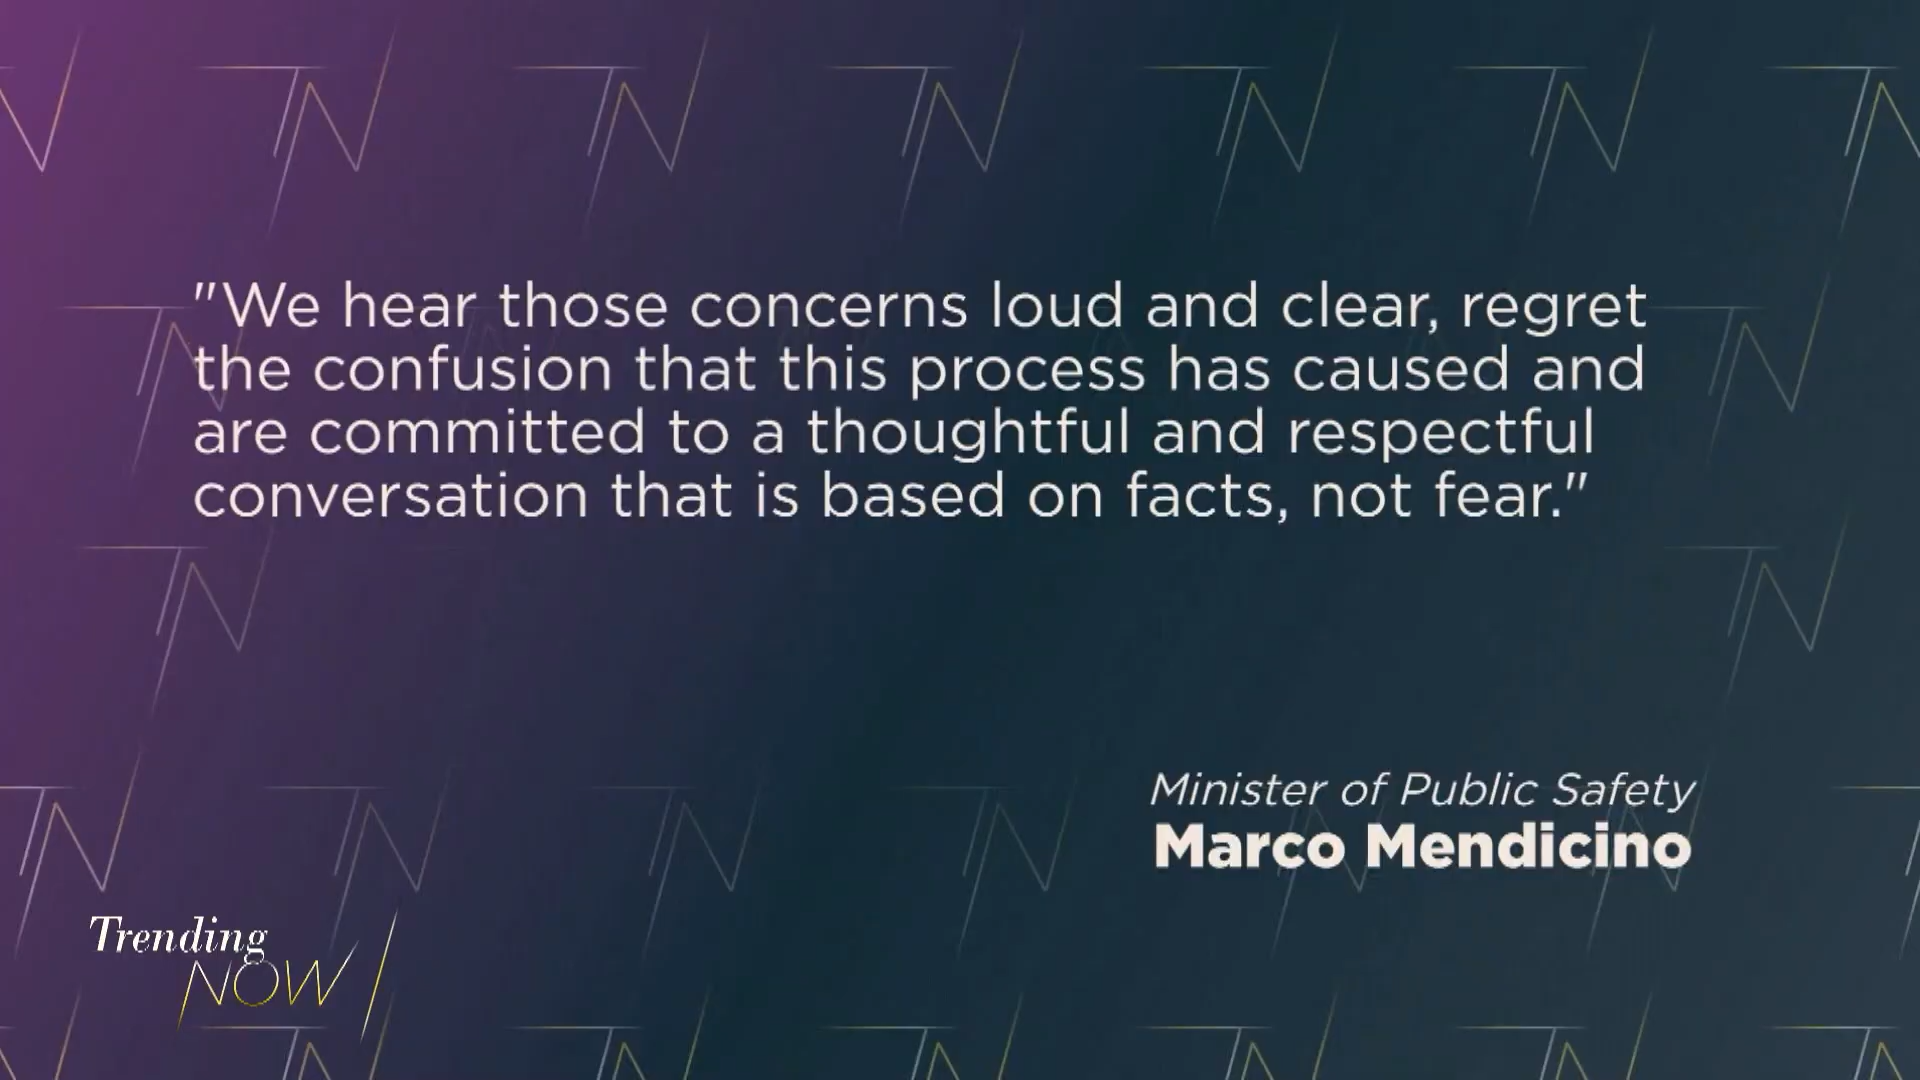 "We hear those concerns loud and clear, regret
the confusion that this process has caused and
are committed to a thoughtful and respectful
conversation that is based on facts, not fear."
Minister of Public Safety
Marco Mendicino
Trending
NOW